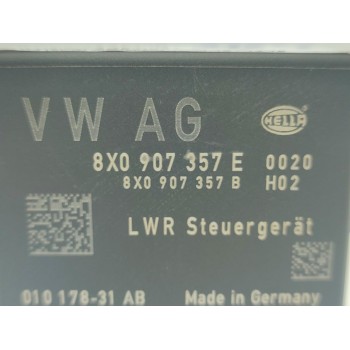 VW AG
HELLA
8X0 907 357 E 0020
8X0 907 357 B H02
LWR Steuergerät
010 178-31 AB Made in Germany